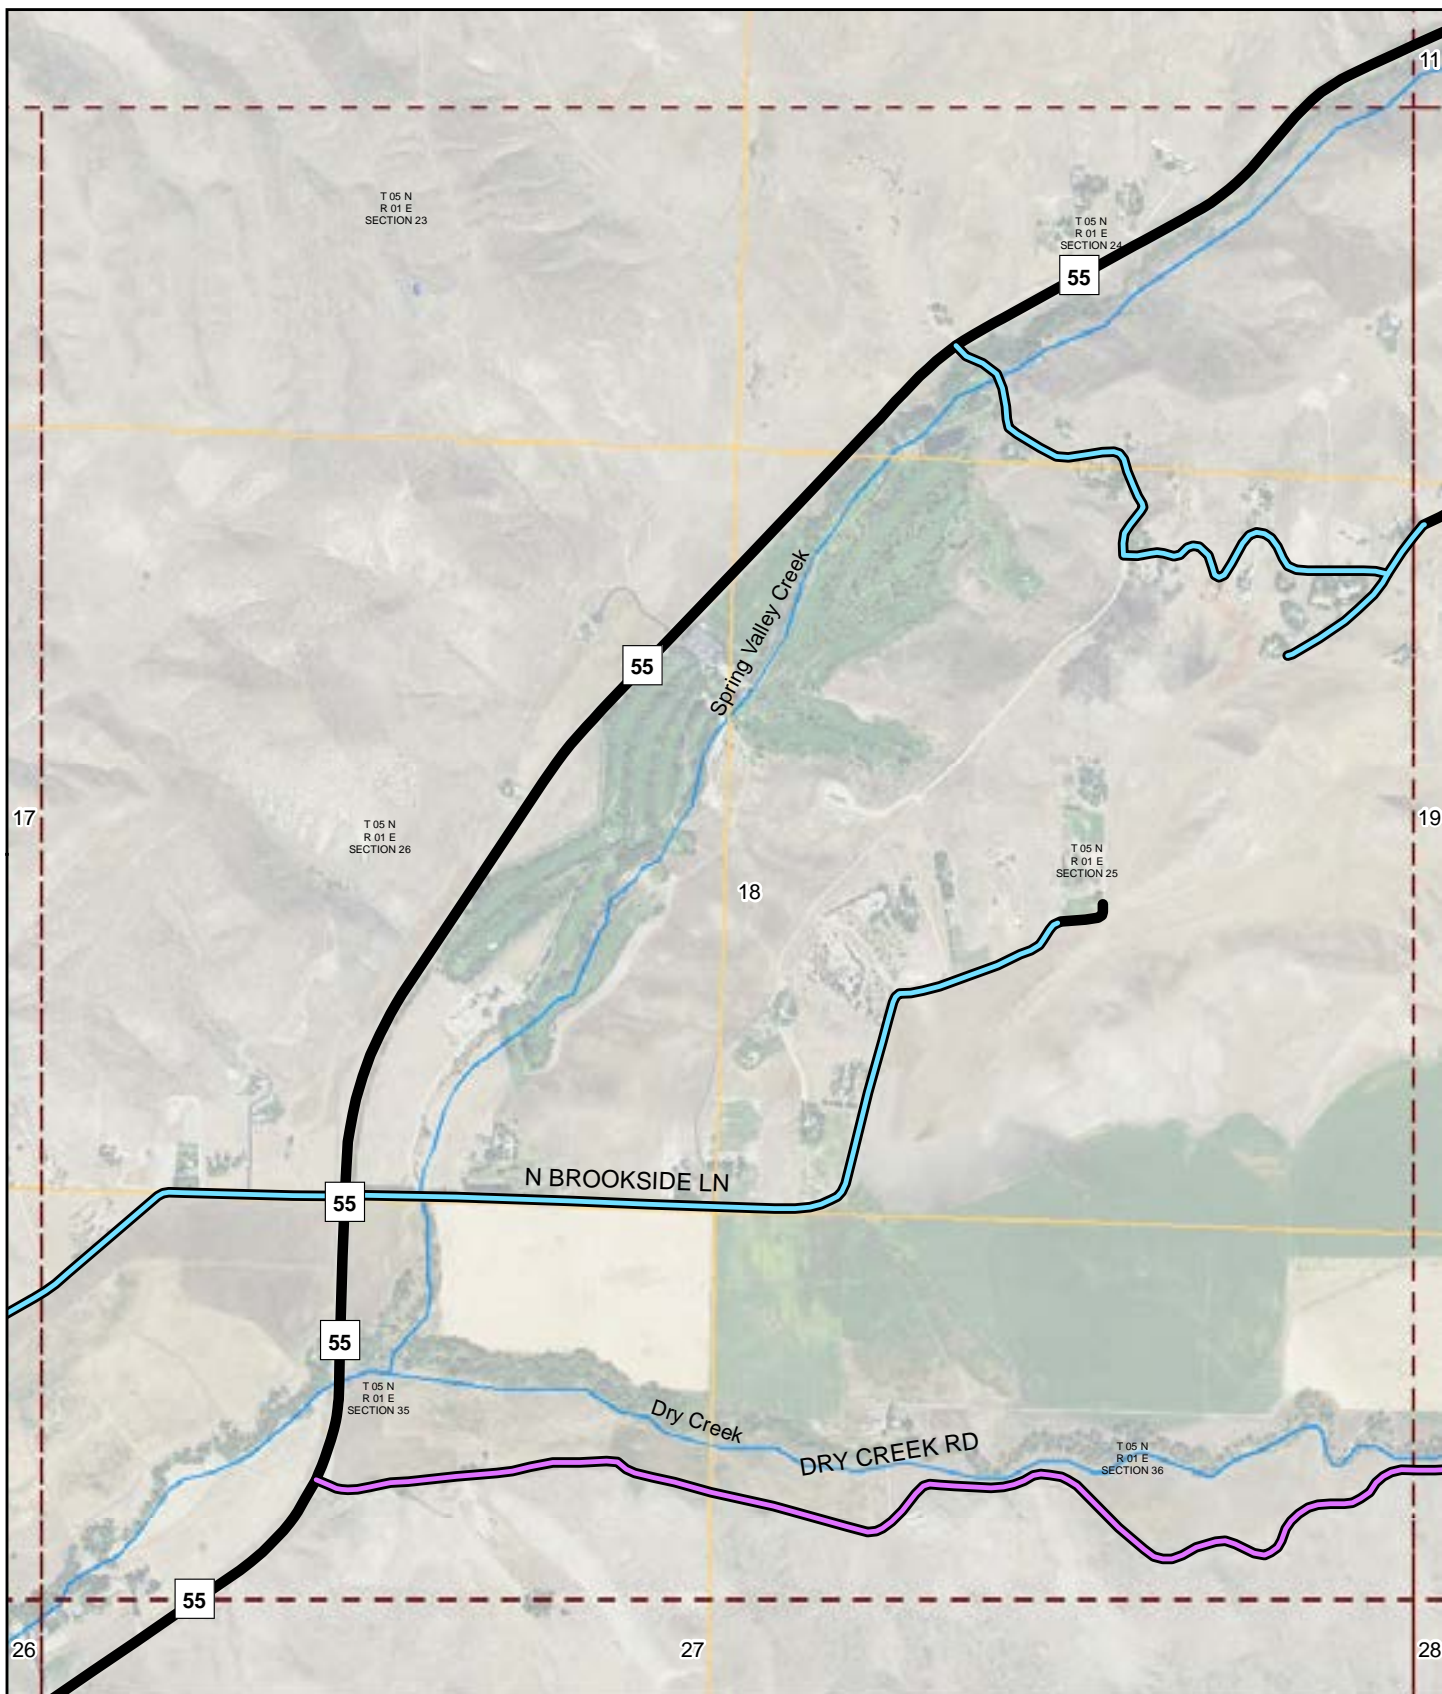 11
T 05 N
R 01 E
SECTION 23
T 05 N
R 01 E
SECTION 24
55
Spring Valley Creek
55
17
T 05 N
R 01 E
SECTION 26
19
T 05 N
R 01 E
SECTION 25
18
N BROOKSIDE LN
55
55
T 05 N
R 01 E
SECTION 35
Dry Creek
DRY CREEK RD
T 05 N
R 01 E
SECTION 36
55
26
27
28